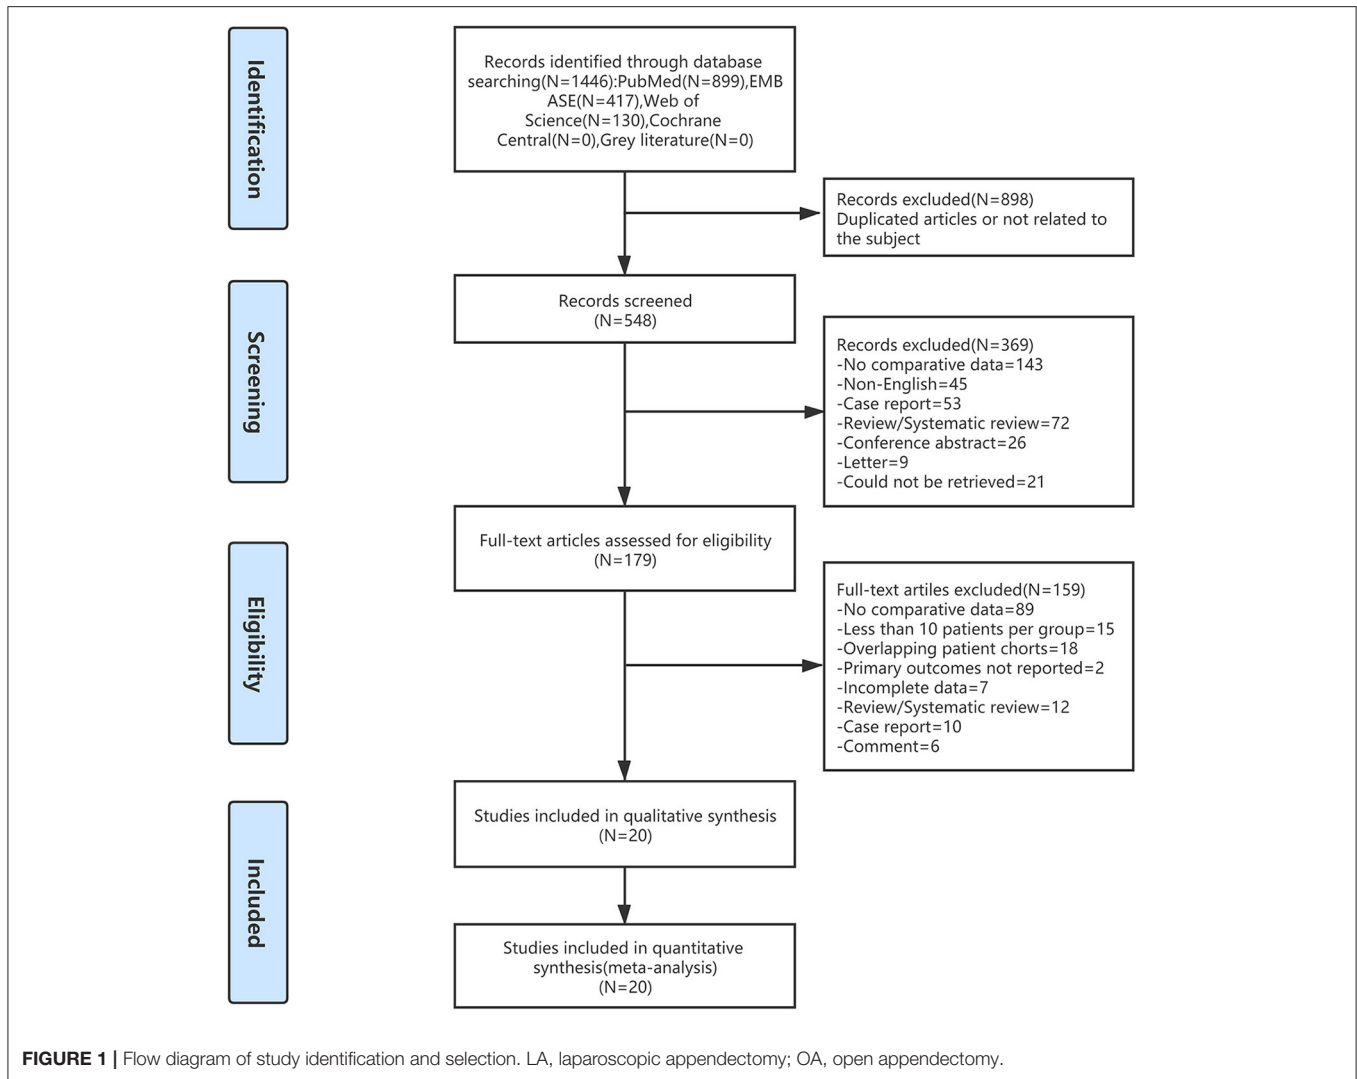 Identification
Records identified through database
searching(N=1446):PubMed(N=899),EMB
ASE(N=417),Web of
Science(N=130),Cochrane
Central(N=0),Grey literature(N=0)
Records excluded(N=898)
Duplicated articles or not related to
the subject
Screening
Records screened
(N=548)
Records excluded(N=369)
-No comparative data=143
-Non-English=45
-Case report=53
-Review/Systematic review=72
-Conference abstract=26
-Letter=9
-Could not be retrieved=21
Eligibility
Full-text articles assessed for eligibility
(N=179)
Full-text artiles excluded(N=159)
-No comparative data=89
-Less than 10 patients per group=15
-Overlapping patient chorts=18
-Primary outcomes not reported=2
-Incomplete data=7
-Review/Systematic review=12
-Case report=10
-Comment=6
Included
Studies included in qualitative synthesis
(N=20)
Studies included in quantitative
synthesis(meta-analysis)
(N=20)
FIGURE 1 | Flow diagram of study identification and selection. LA, laparoscopic appendectomy; OA, open appendectomy.